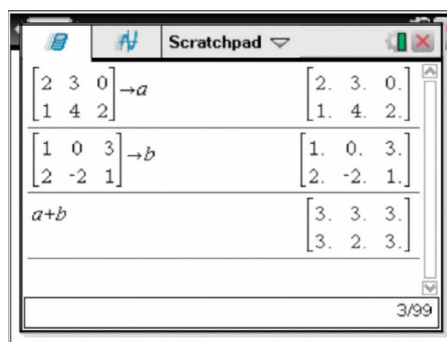 Scratchpad
[2 3 0] →a [2. 3. 0.]
[1 4 2] [1. 4. 2.]
[1 0 3] →b [1. 0. 3.]
[2 -2 1] [2. -2. 1.]
a+b [3. 3. 3.]
[3. 2. 3.]
3/99